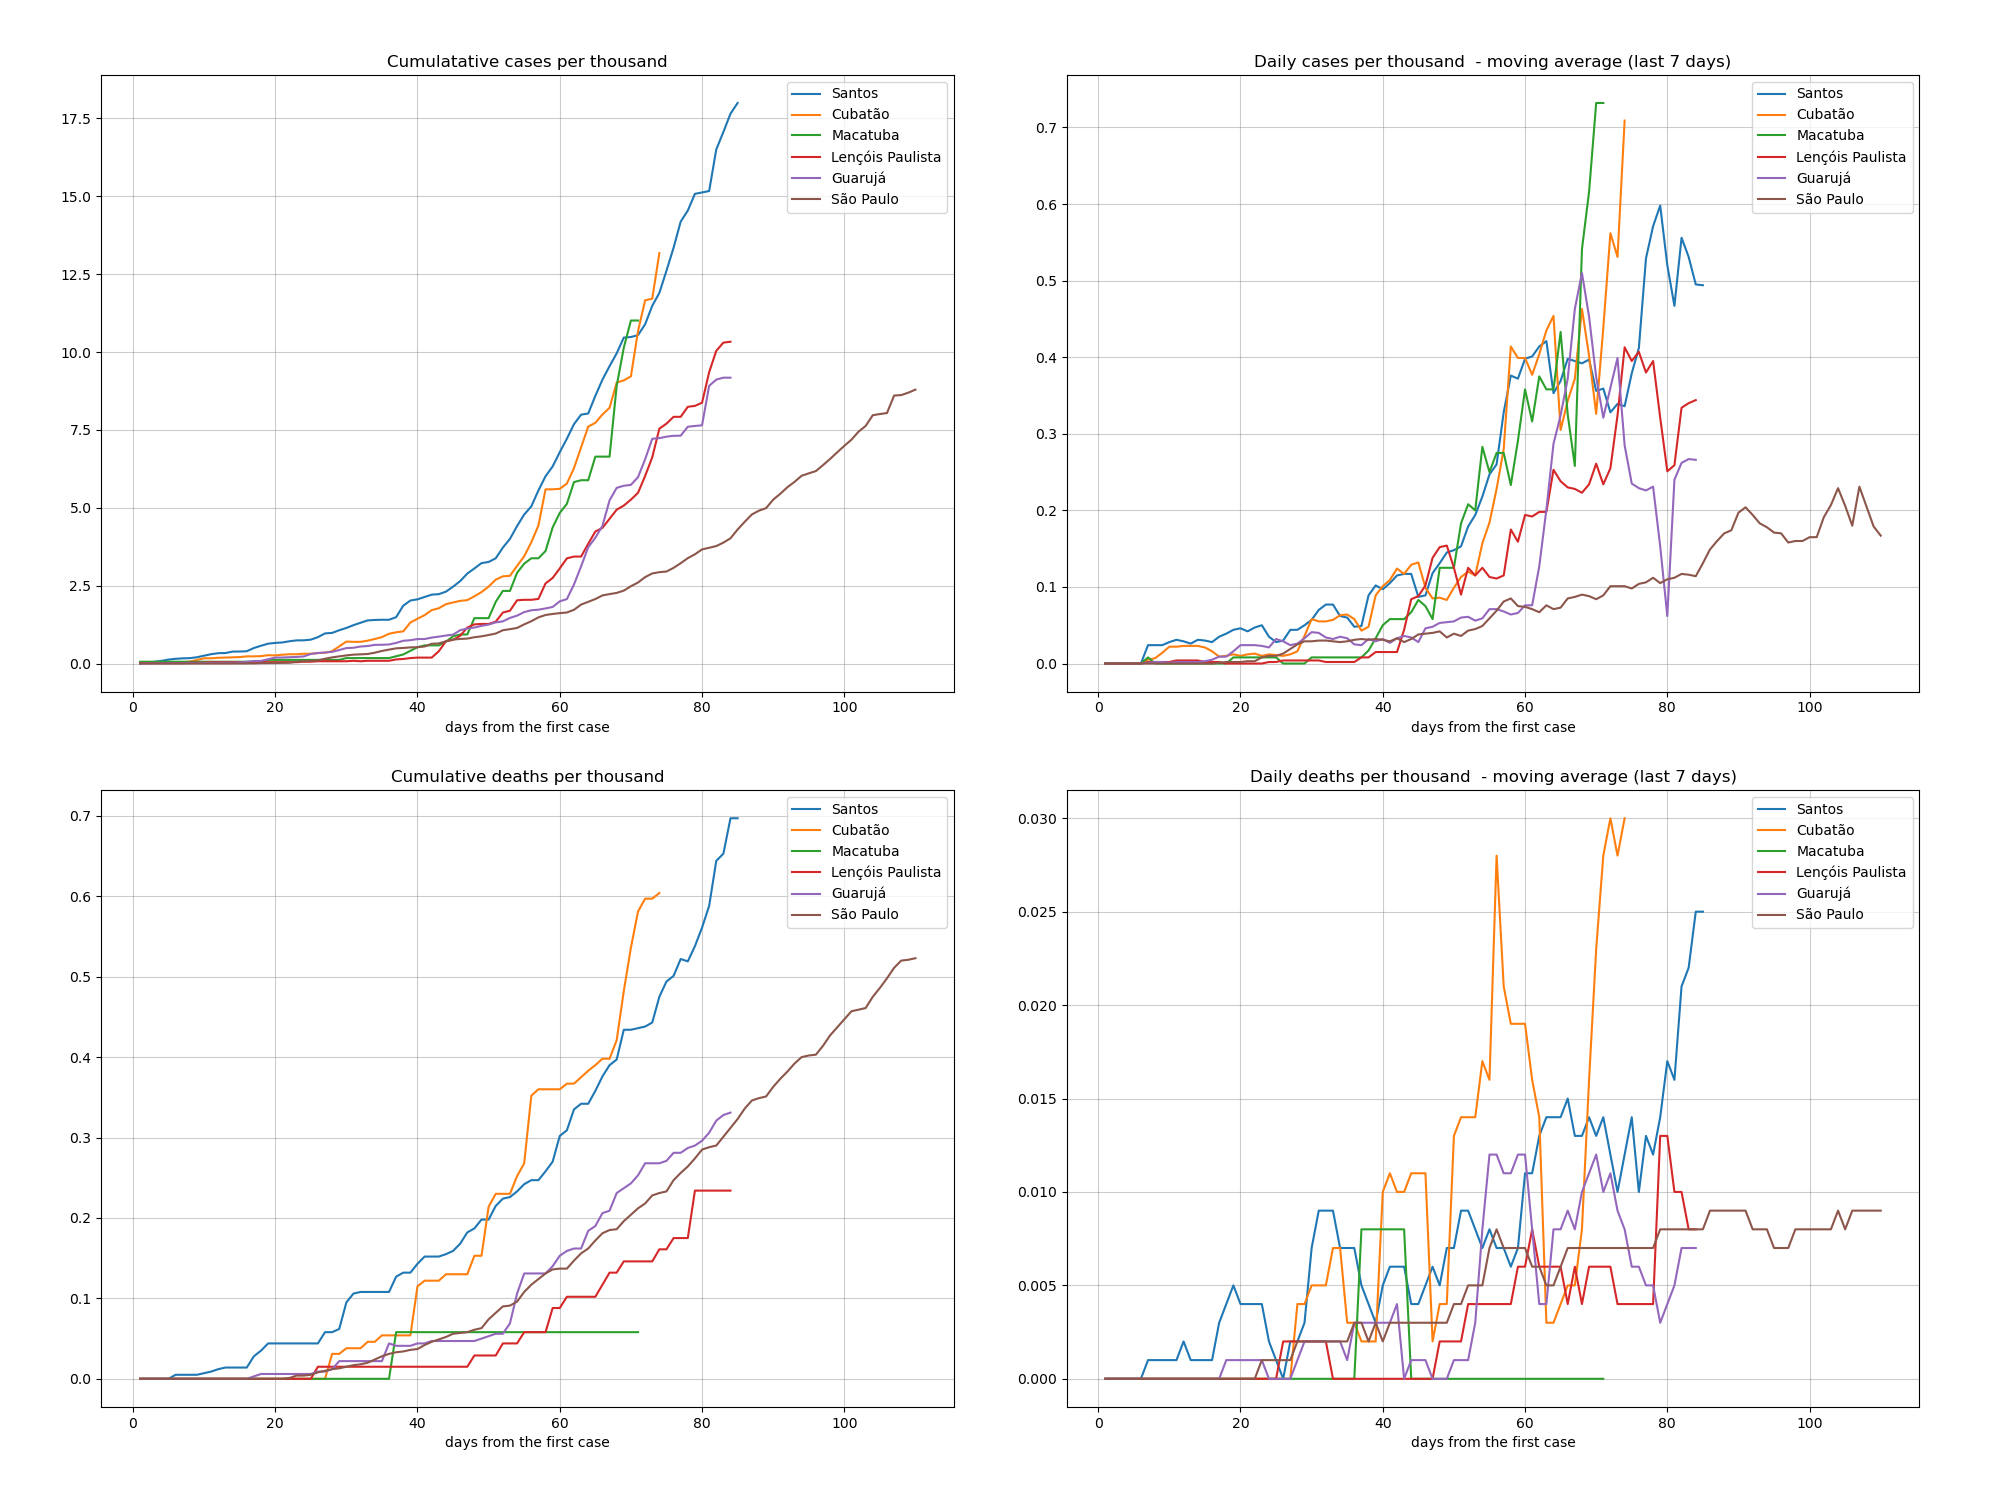 Cumulatative cases per thousand
17.5
15.0
12.5
10.0
7.5
5.0
2.5
0.0
Santos
Cubatão
Macatuba
Lençóis Paulista
Guarujá
São Paulo
0 20 40 60 80 100
days from the first case
Daily cases per thousand - moving average (last 7 days)
0.7
0.6
0.5
0.4
0.3
0.2
0.1
0.0
Santos
Cubatão
Macatuba
Lençóis Paulista
Guarujá
São Paulo
0 20 40 60 80 100
days from the first case
Cumulative deaths per thousand
0.7
0.6
0.5
0.4
0.3
0.2
0.1
0.0
Santos
Cubatão
Macatuba
Lençóis Paulista
Guarujá
São Paulo
0 20 40 60 80 100
days from the first case
Daily deaths per thousand - moving average (last 7 days)
0.030
0.025
0.020
0.015
0.010
0.005
0.000
Santos
Cubatão
Macatuba
Lençóis Paulista
Guarujá
São Paulo
0 20 40 60 80 100
days from the first case